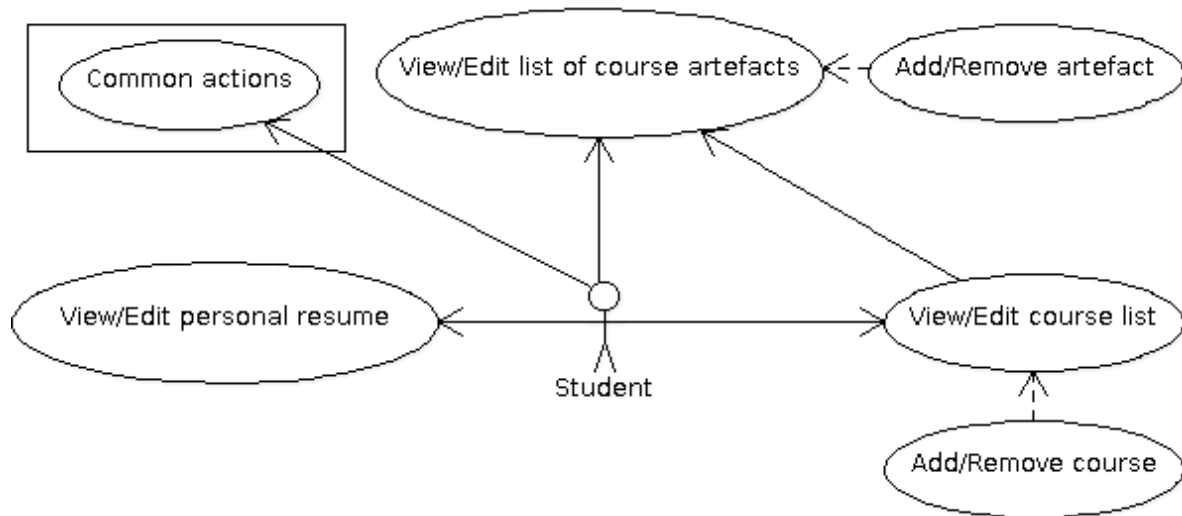 Common actions
View/Edit list of course artefacts
Add/Remove artefact
View/Edit personal resume
View/Edit course list
Student
Add/Remove course